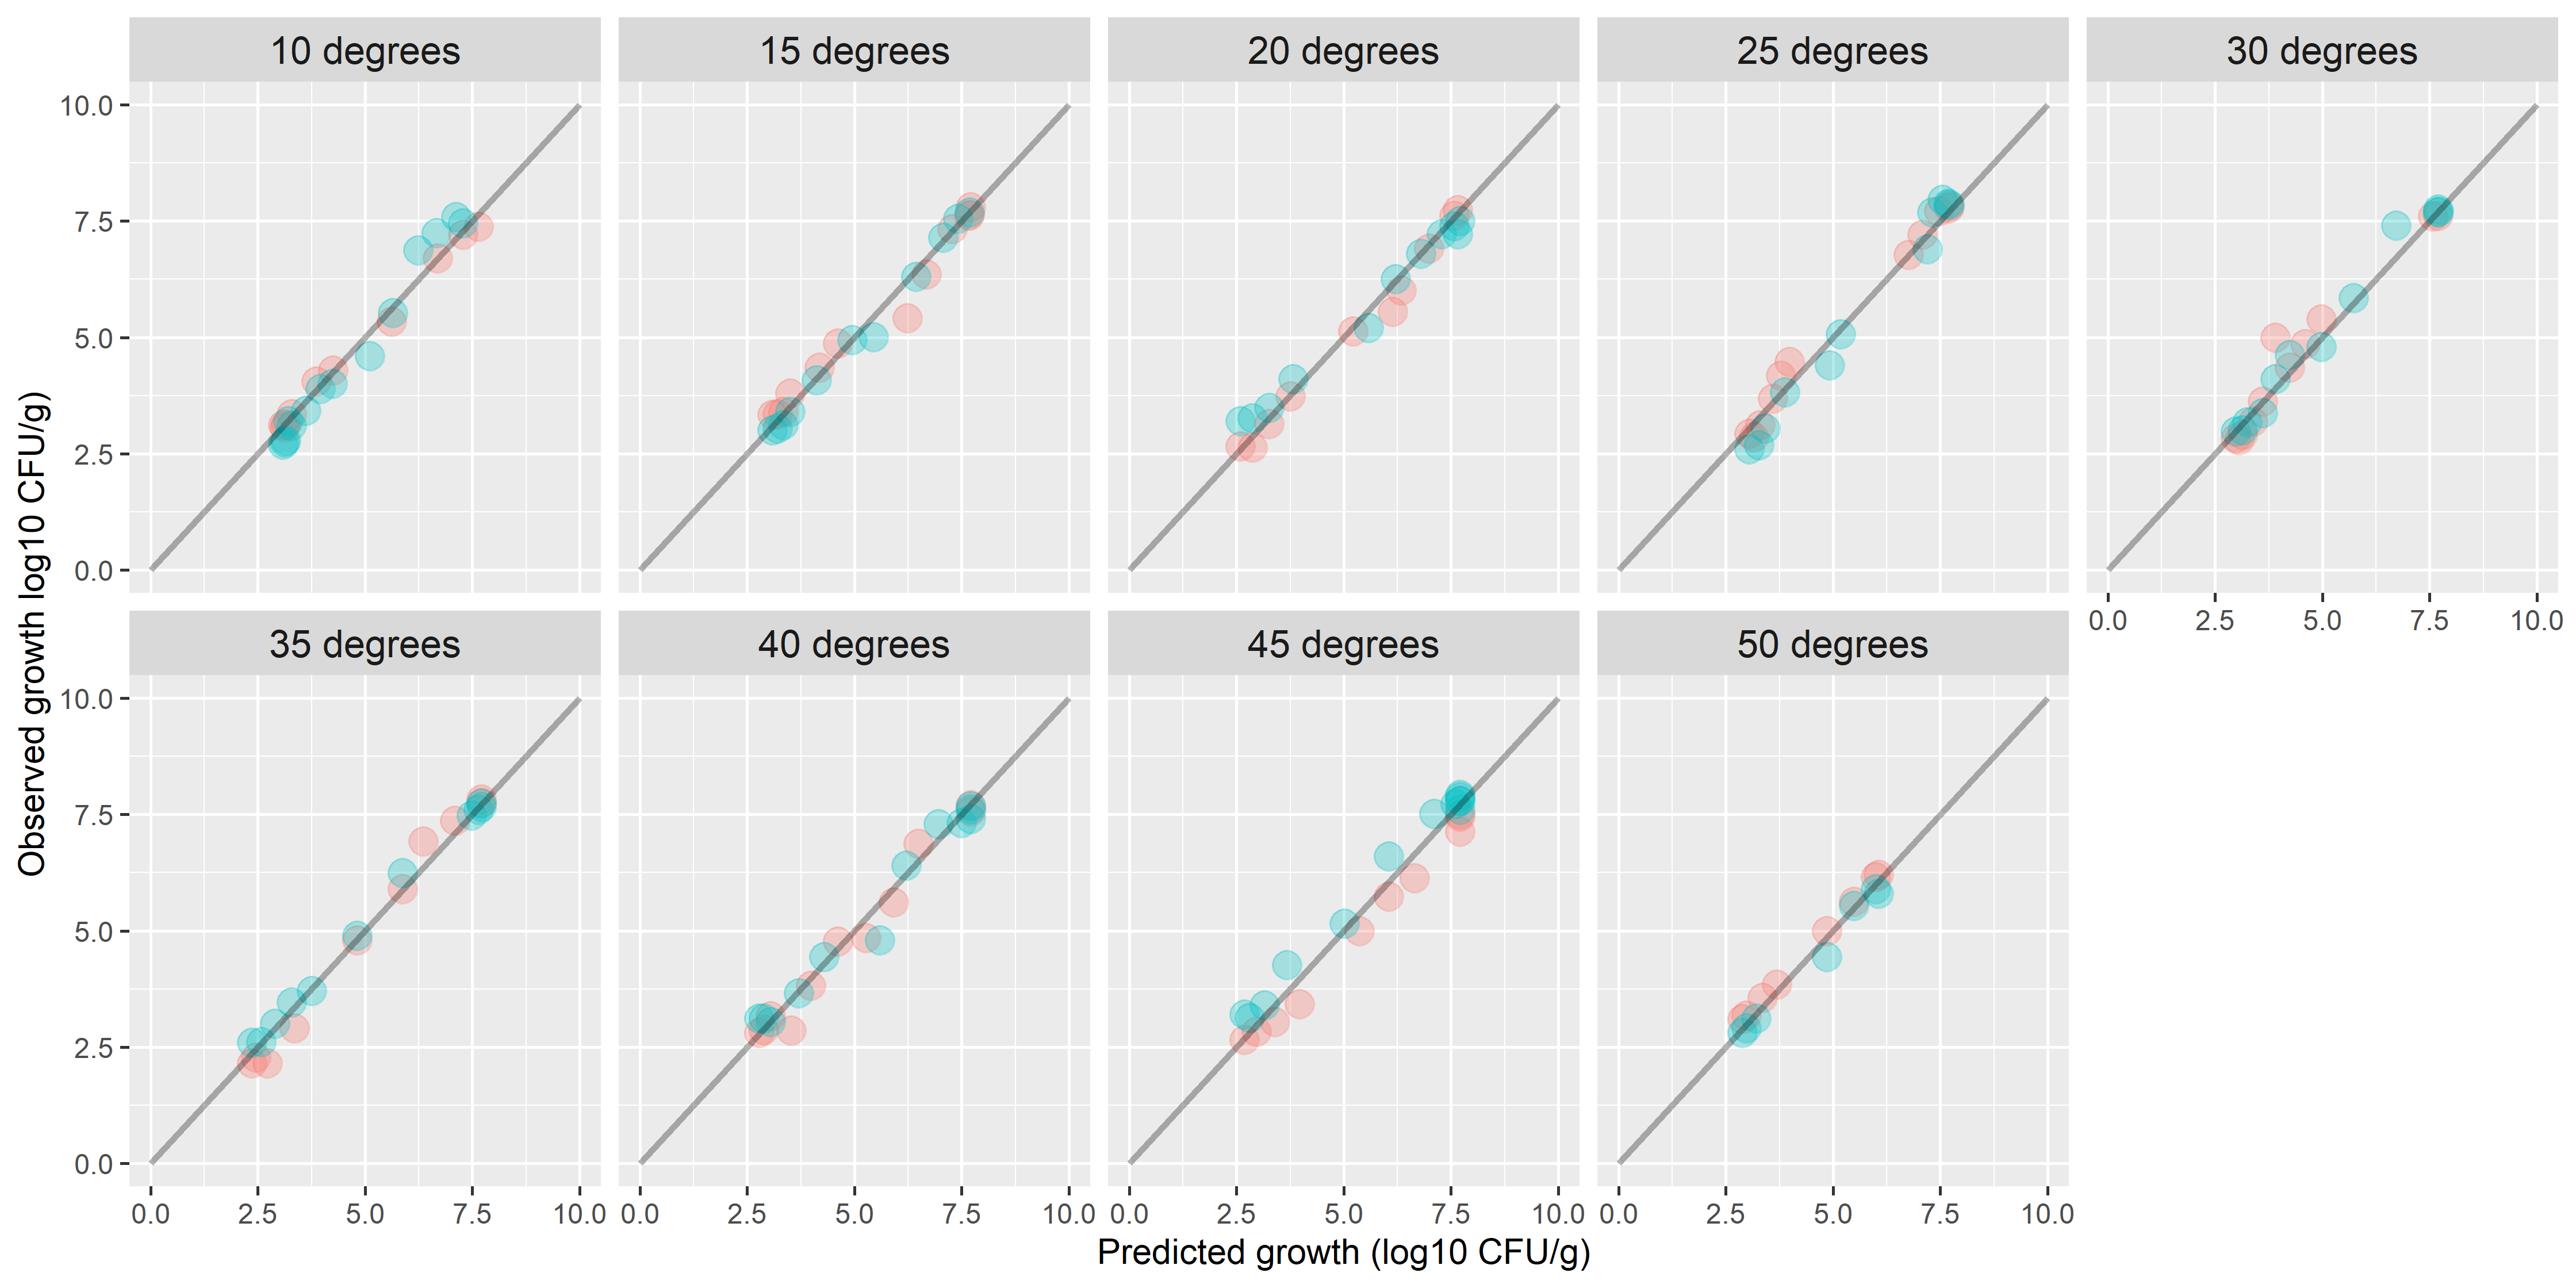 10 degrees 15 degrees 20 degrees 25 degrees 30 degrees
10.0
7.5
5.0
2.5
0.0
0.0 2.5 5.0 7.5 10.0
Observed growth log10 CFU/g)
35 degrees 40 degrees 45 degrees 50 degrees
10.0
7.5
5.0
2.5
0.0
0.0 2.5 5.0 7.5 10.0 0.0 2.5 5.0 7.5 10.0 0.0 2.5 5.0 7.5 10.0 0.0 2.5 5.0 7.5 10.0
Predicted growth (log10 CFU/g)